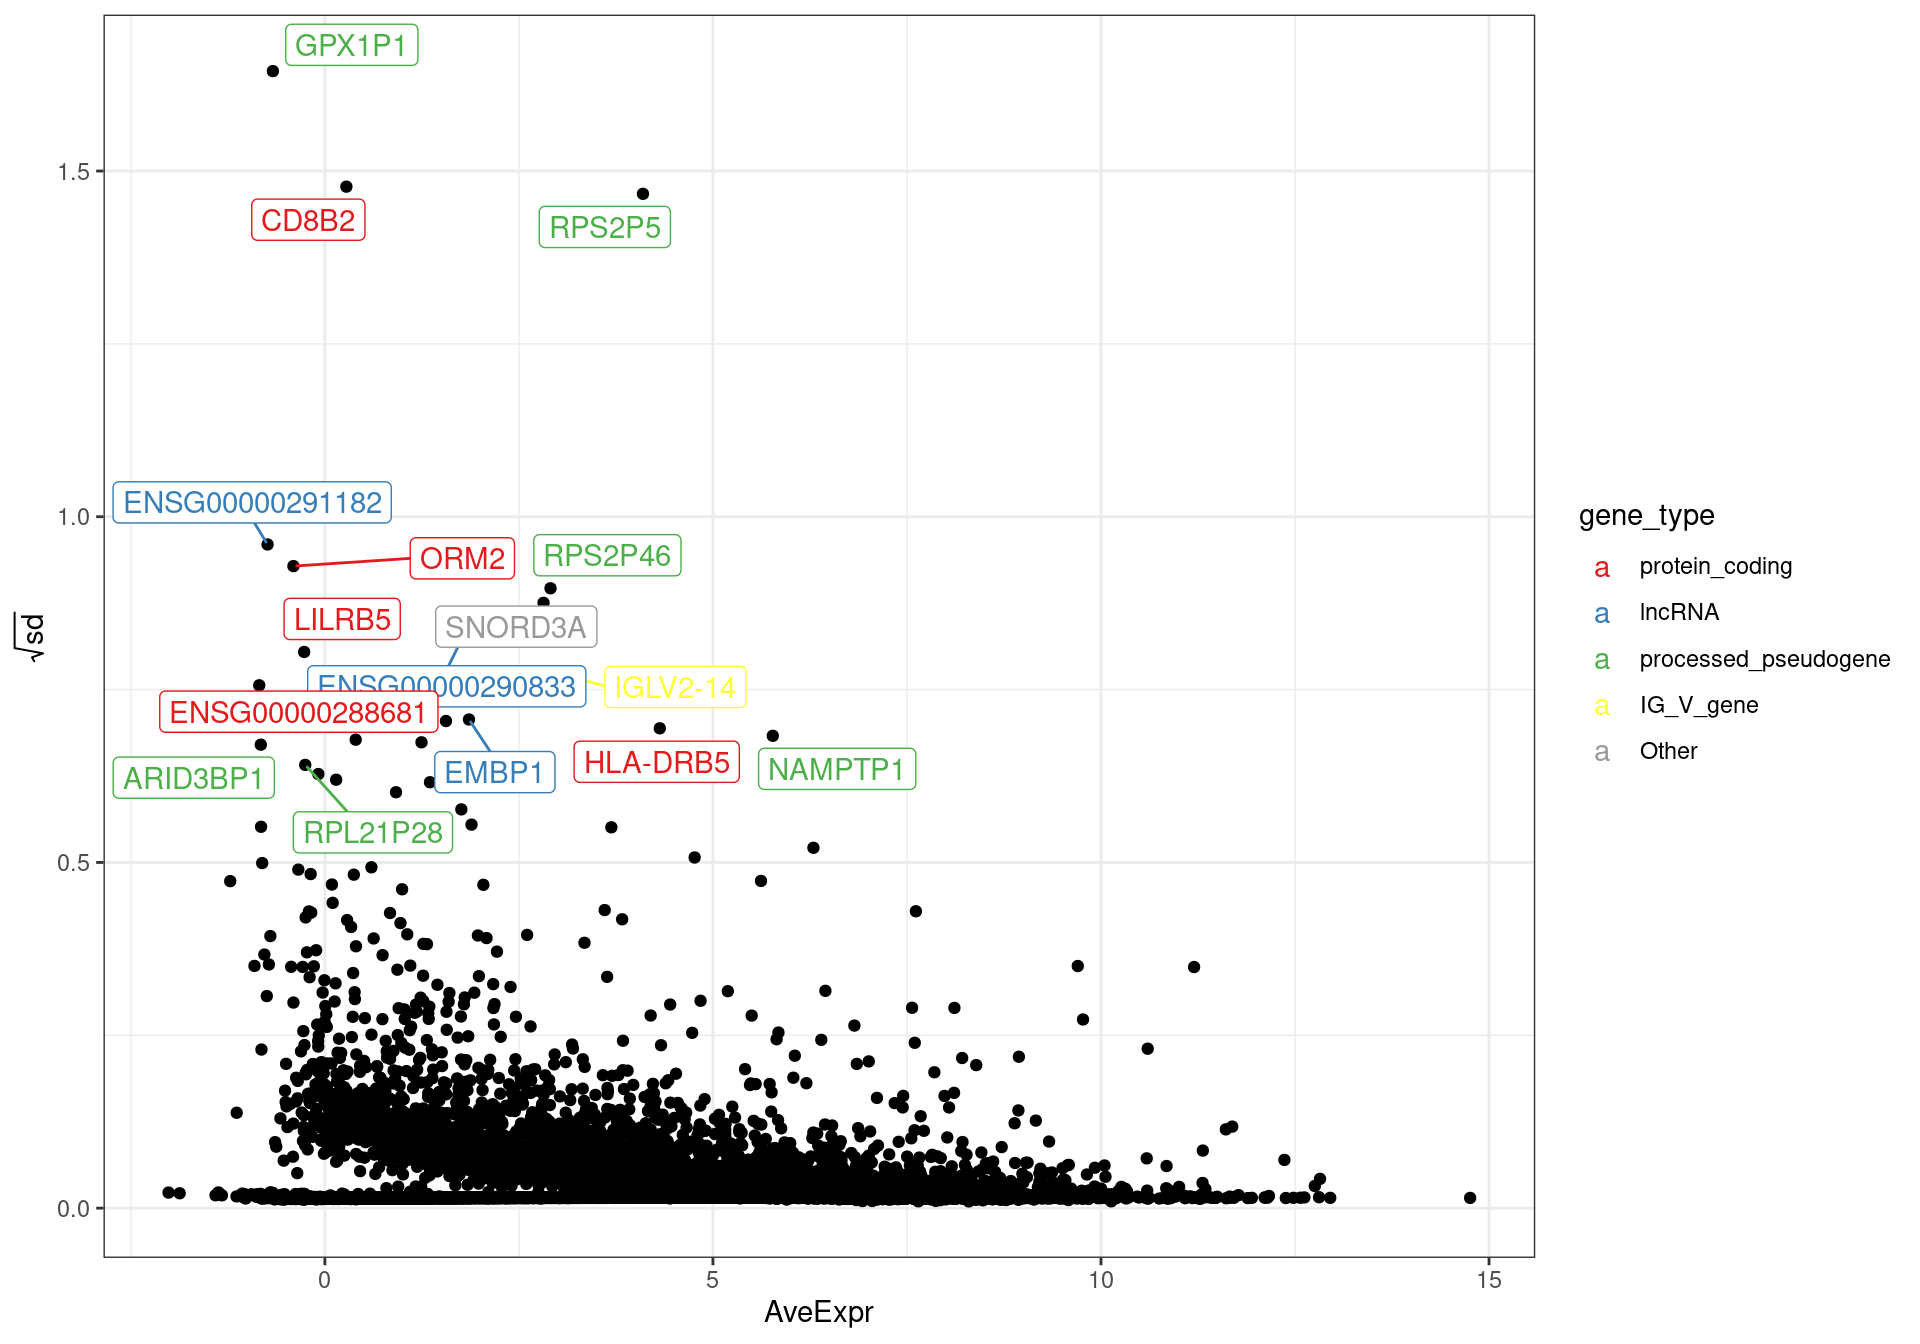 GPX1P1
1.5
CD8B2
RPS2P5
ENSG00000291182
1.0
ORM2
RPS2P46
LILRB5
SNORD3A
√sd
ENSG00000290833
IGLV2-14
ENSG00000288681
HLA-DRB5
NAMPTP1
EMBP1
ARID3BP1
RPL21P28
0.5
0.0
0 5 10 15
AveExpr
gene_type
a protein_coding
a lncRNA
a processed_pseudogene
a IG_V_gene
a Other